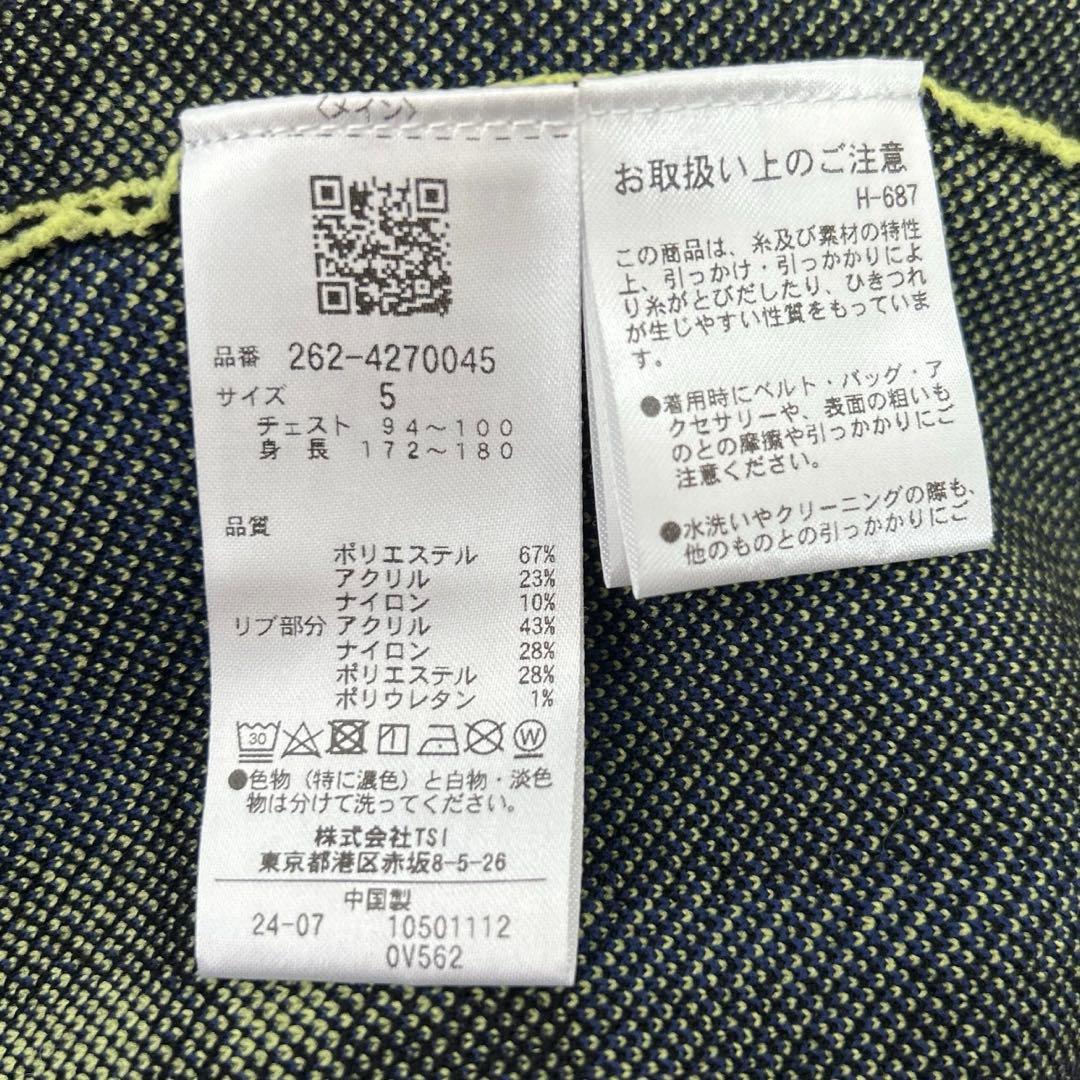 〈メイン〉
品番 262-4270045
サイズ 5
チェスト 94～100
身長 172～180
品質
ポリエステル 67%
アクリル 23%
ナイロン 10%
リブ部分 アクリル 43%
ナイロン 28%
ポリエステル 28%
ポリウレタン 1%
30
W
●色物（特に濃色）と白物・淡色
物は分けて洗ってください。
株式会社TSI
東京都港区赤坂8-5-26
中国製
24-07 10501112
0V562
お取扱い上のご注意
H-687
この商品は、糸及び素材の特性
上、引っかけ・引っかかりによ
り糸がとびだしたり、ひきつれ
が生じやすい性質をもっていま
す。
●着用時にベルト・バッグ・ア
クセサリーや、表面の粗いも
のとの摩擦や引っかかりにご
注意ください。
●水洗いやクリーニングの際も、
他のものとの引っかかりにご